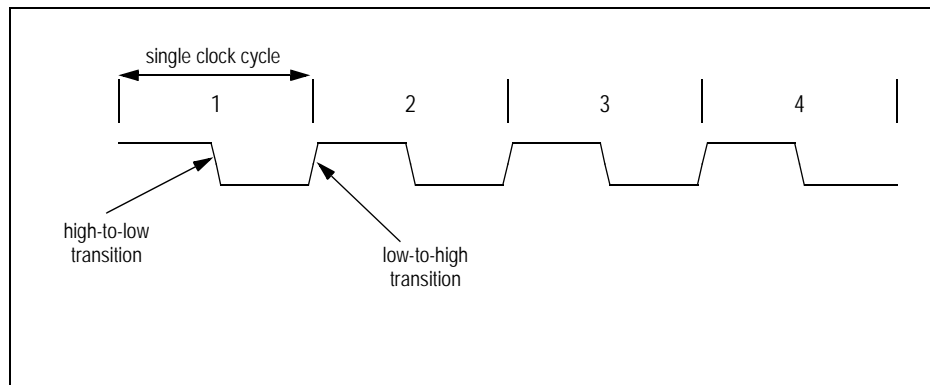 single clock cycle
1 2 3 4
high-to-low
transition
low-to-high
transition